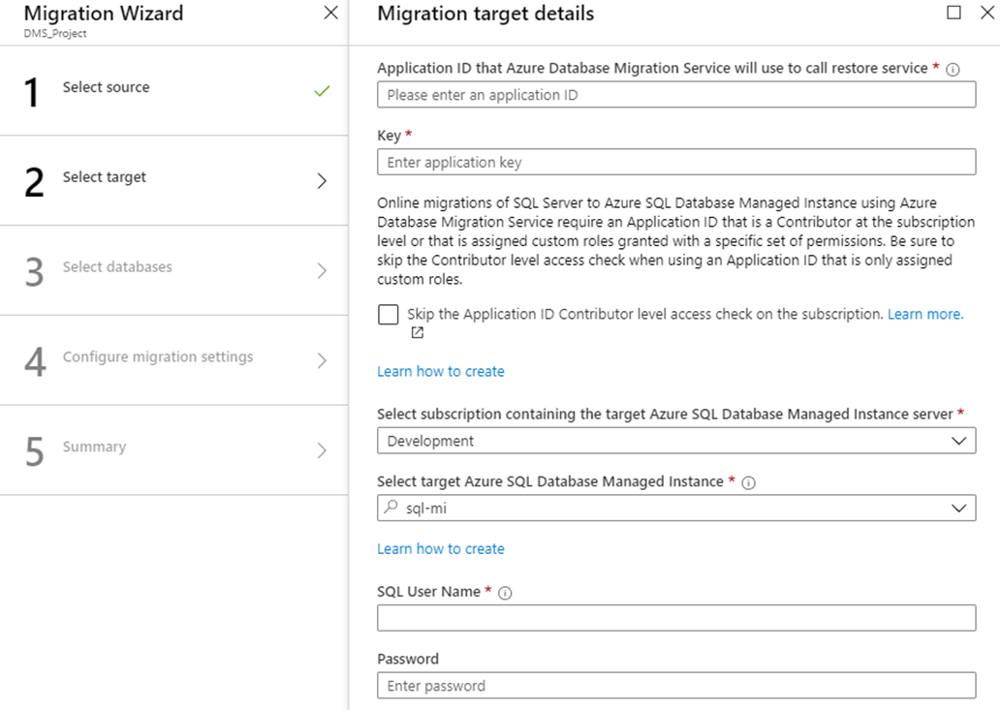 Migration Wizard
DMS_Project
1
Select source
2
Select target
3
Select databases
4
Configure migration settings
5
Summary
Migration target details
Application ID that Azure Database Migration Service will use to call restore service *
Please enter an application ID
Key *
Enter application key
Online migrations of SQL Server to Azure SQL Database Managed Instance using Azure
Database Migration Service require an Application ID that is a Contributor at the subscription
level or that is assigned custom roles granted with a specific set of permissions. Be sure to
skip the Contributor level access check when using an Application ID that is only assigned
custom roles.
Skip the Application ID Contributor level access check on the subscription. Learn more.
Learn how to create
Select subscription containing the target Azure SQL Database Managed Instance server *
Development
Select target Azure SQL Database Managed Instance *
sql-mi
Learn how to create
SQL User Name *
Password
Enter password